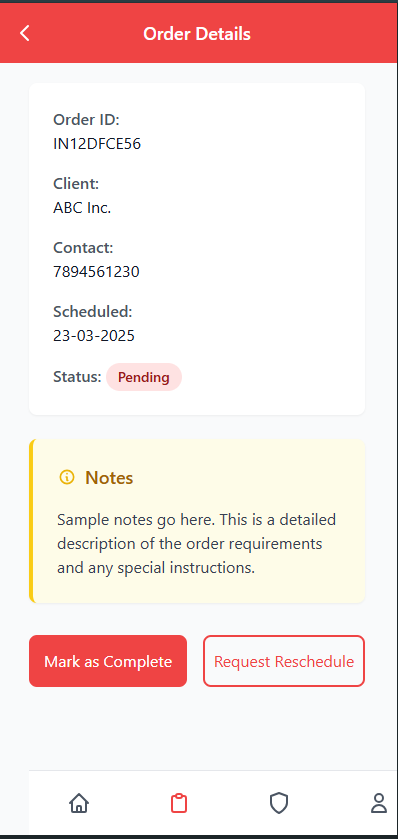 Order Details
Order ID:
IN12DFCE56
Client:
ABC Inc.
Contact:
7894561230
Scheduled:
23-03-2025
Status: Pending
Notes
Sample notes go here. This is a detailed
description of the order requirements
and any special instructions.
Mark as Complete
Request Reschedule